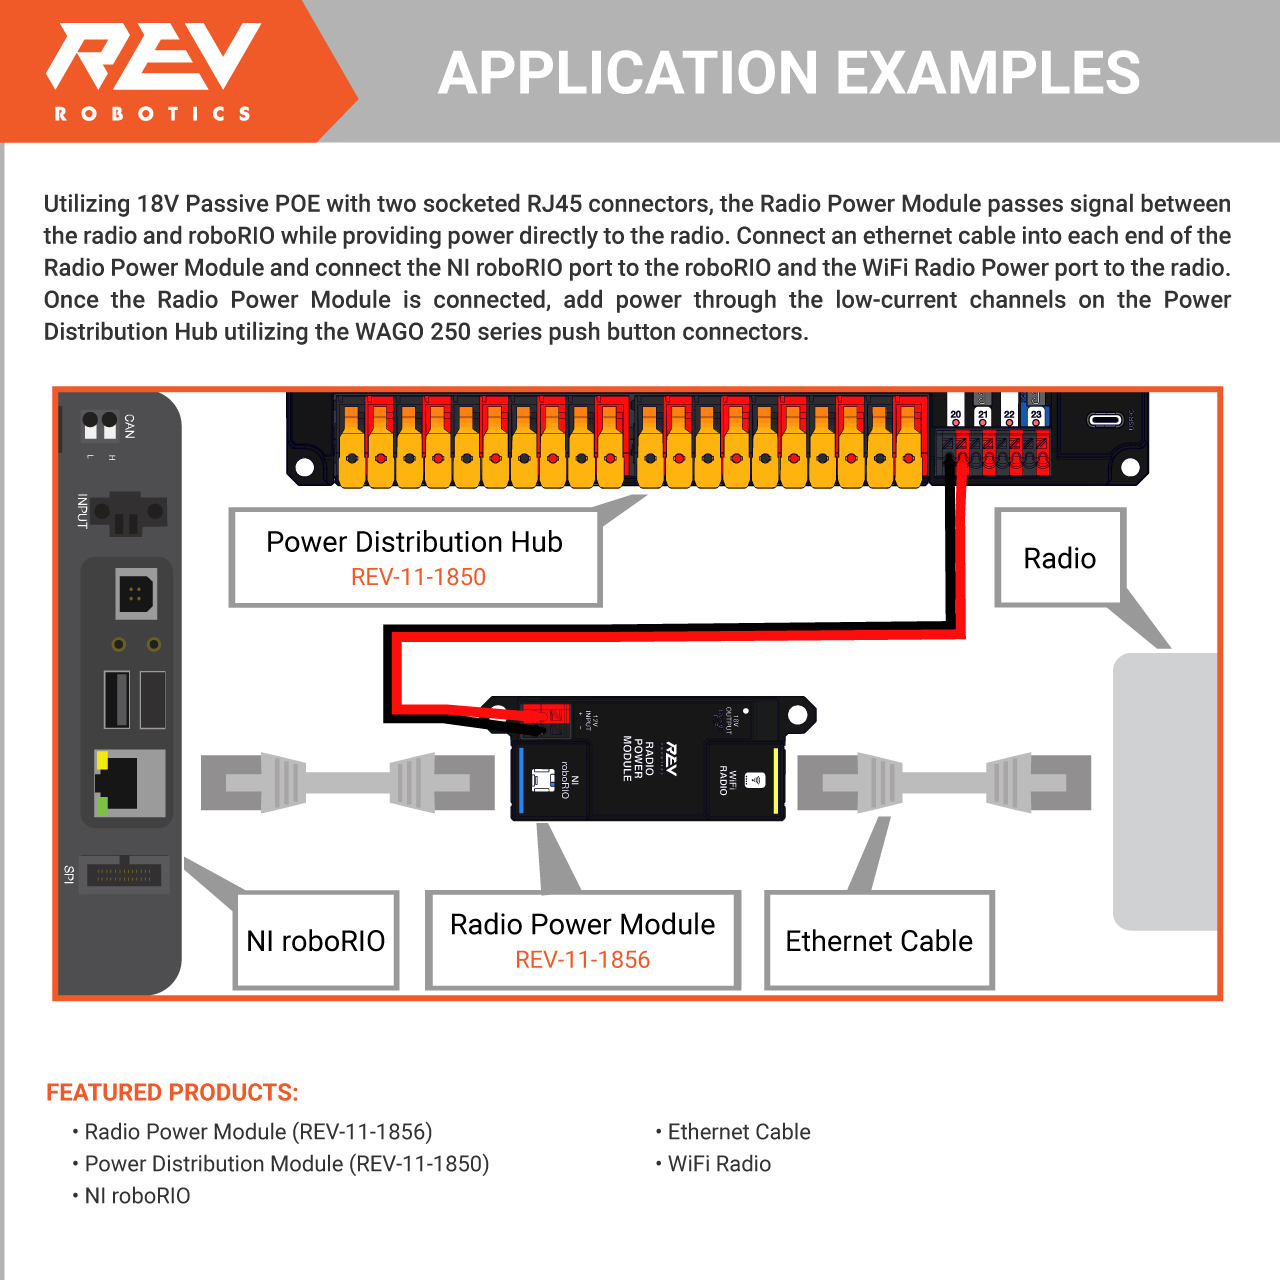 REV
ROBOTICS
APPLICATION EXAMPLES
Utilizing 18V Passive POE with two socketed RJ45 connectors, the Radio Power Module passes signal between
the radio and roboRIO while providing power directly to the radio. Connect an ethernet cable into each end of the
Radio Power Module and connect the NI roboRIO port to the roboRIO and the WiFi Radio Power port to the radio.
Once the Radio Power Module is connected, add power through the low-current channels on the Power
Distribution Hub utilizing the WAGO 250 series push button connectors.
CAN
L H
INPUT
20 21 22 23
Power Distribution Hub
REV-11-1850
Radio
12V
INPUT
+ -
18V
OUTPUT
REV
RADIO
POWER
MODULE
NI
roboRIO
WiFi
RADIO
SPI
NI roboRIO
Radio Power Module
REV-11-1856
Ethernet Cable
FEATURED PRODUCTS:
• Radio Power Module (REV-11-1856)
• Power Distribution Module (REV-11-1850)
• NI roboRIO
• Ethernet Cable
• WiFi Radio